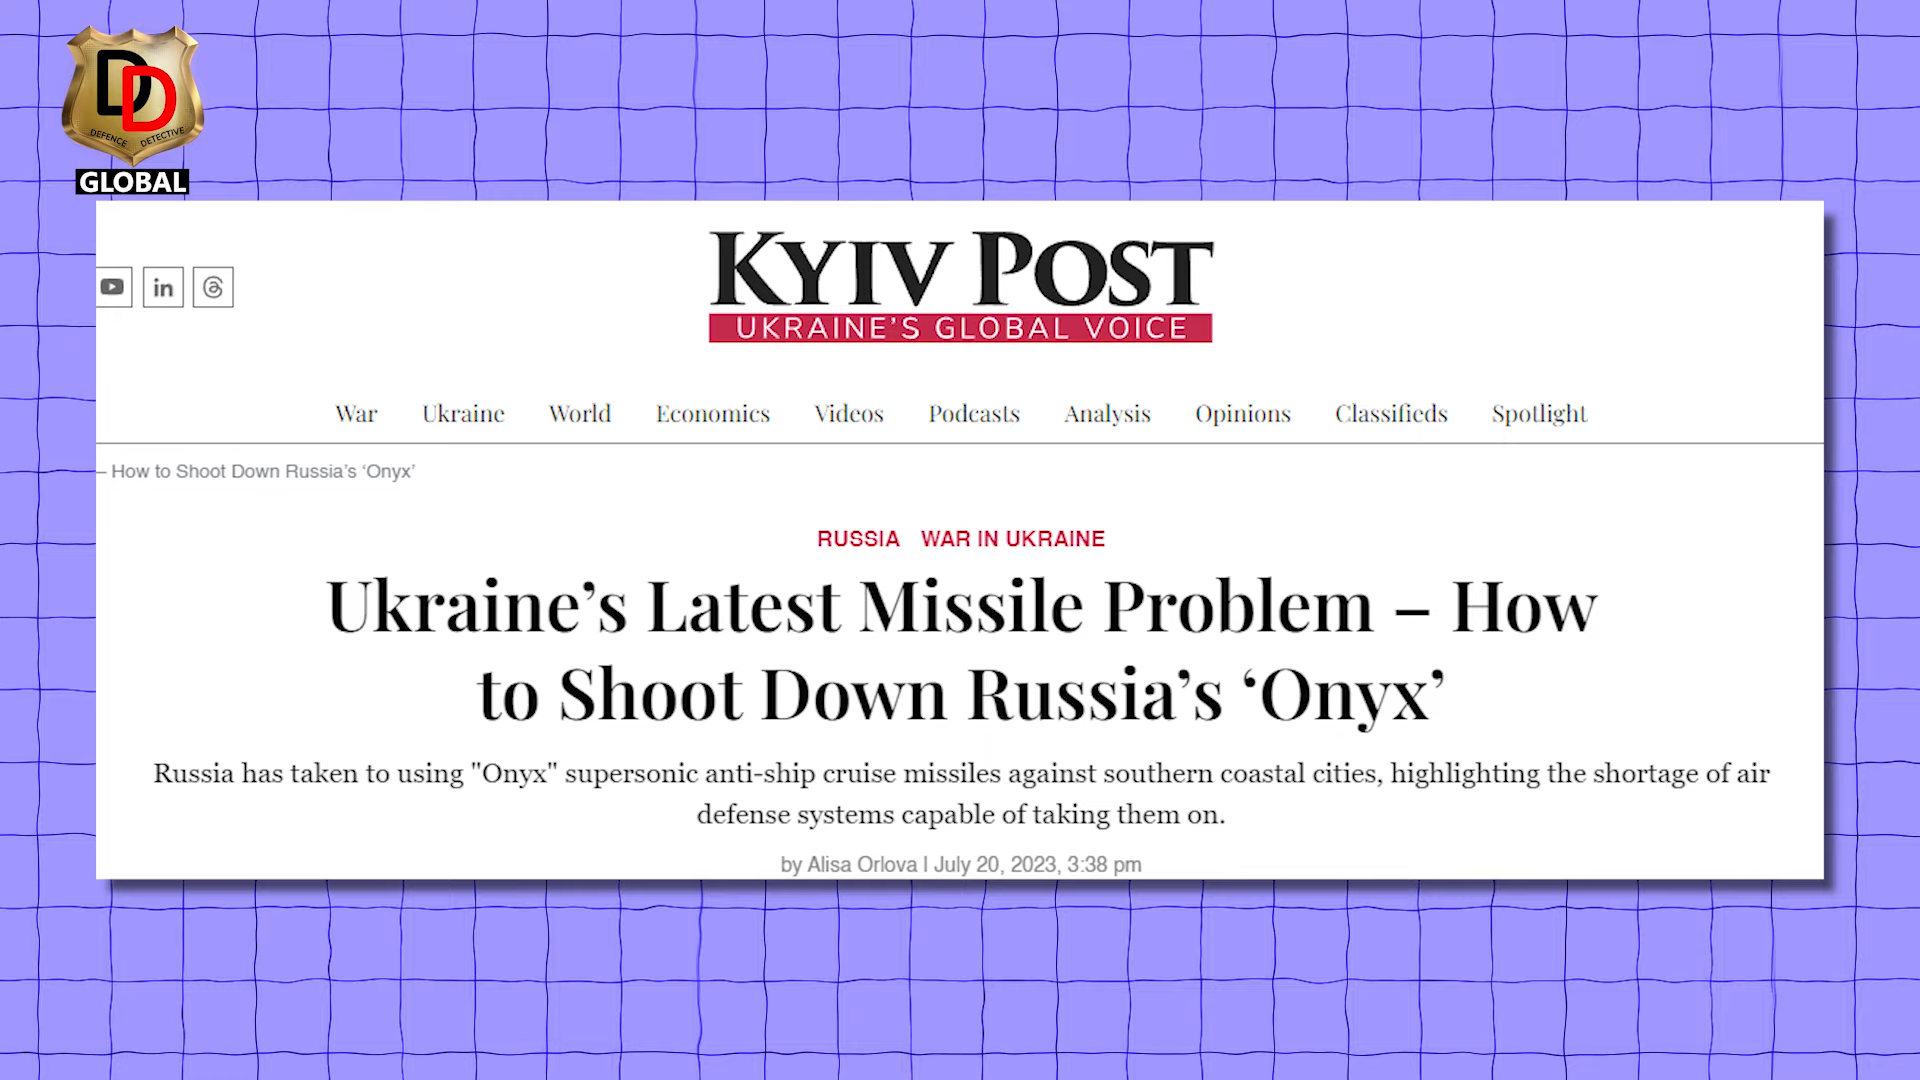 DD
DEFENCE DETECTIVE
GLOBAL
KYIV POST
UKRAINE'S GLOBAL VOICE
in
War Ukraine World Economics Videos Podcasts Analysis Opinions Classifieds Spotlight
– How to Shoot Down Russia's 'Onyx'
RUSSIA WAR IN UKRAINE
Ukraine’s Latest Missile Problem – How
to Shoot Down Russia’s ‘Onyx’
Russia has taken to using "Onyx" supersonic anti-ship cruise missiles against southern coastal cities, highlighting the shortage of air
defense systems capable of taking them on.
by Alisa Orlova | July 20, 2023, 3:38 pm